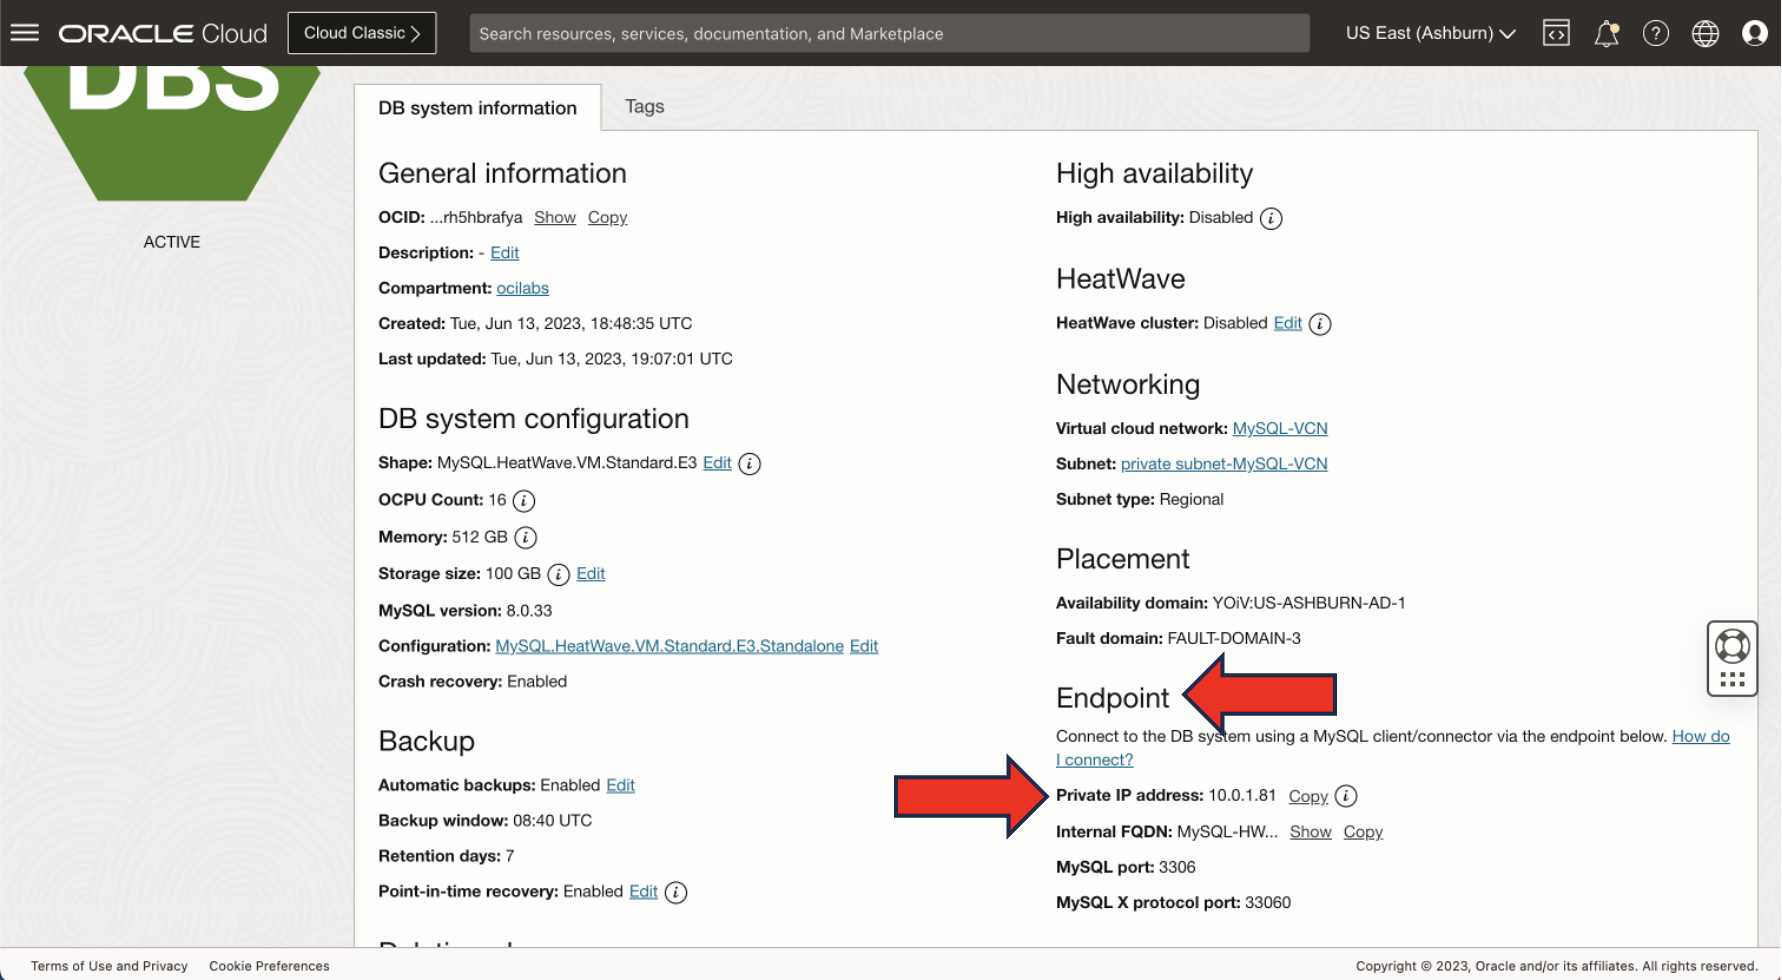 ORACLE Cloud
Cloud Classic
Search resources, services, documentation, and Marketplace
US East (Ashburn)
DBS
ACTIVE
DB system information
Tags
General information
OCID: ...rh5hbrafya Show Copy
Description: - Edit
Compartment: ocilabs
Created: Tue, Jun 13, 2023, 18:48:35 UTC
Last updated: Tue, Jun 13, 2023, 19:07:01 UTC
DB system configuration
Shape: MySQL.HeatWave.VM.Standard.E3 Edit
OCPU Count: 16
Memory: 512 GB
Storage size: 100 GB Edit
MySQL version: 8.0.33
Configuration: MySQL.HeatWave.VM.Standard.E3.Standalone Edit
Crash recovery: Enabled
Backup
Automatic backups: Enabled Edit
Backup window: 08:40 UTC
Retention days: 7
Point-in-time recovery: Enabled Edit
High availability
High availability: Disabled
HeatWave
HeatWave cluster: Disabled Edit
Networking
Virtual cloud network: MySQL-VCN
Subnet: private subnet-MySQL-VCN
Subnet type: Regional
Placement
Availability domain: YOiV:US-ASHBURN-AD-1
Fault domain: FAULT-DOMAIN-3
Endpoint
Connect to the DB system using a MySQL client/connector via the endpoint below. How do
I connect?
Private IP address: 10.0.1.81 Copy
Internal FQDN: MySQL-HW... Show Copy
MySQL port: 3306
MySQL X protocol port: 33060
Terms of Use and Privacy
Cookie Preferences
Copyright © 2023, Oracle and/or its affiliates. All rights reserved.